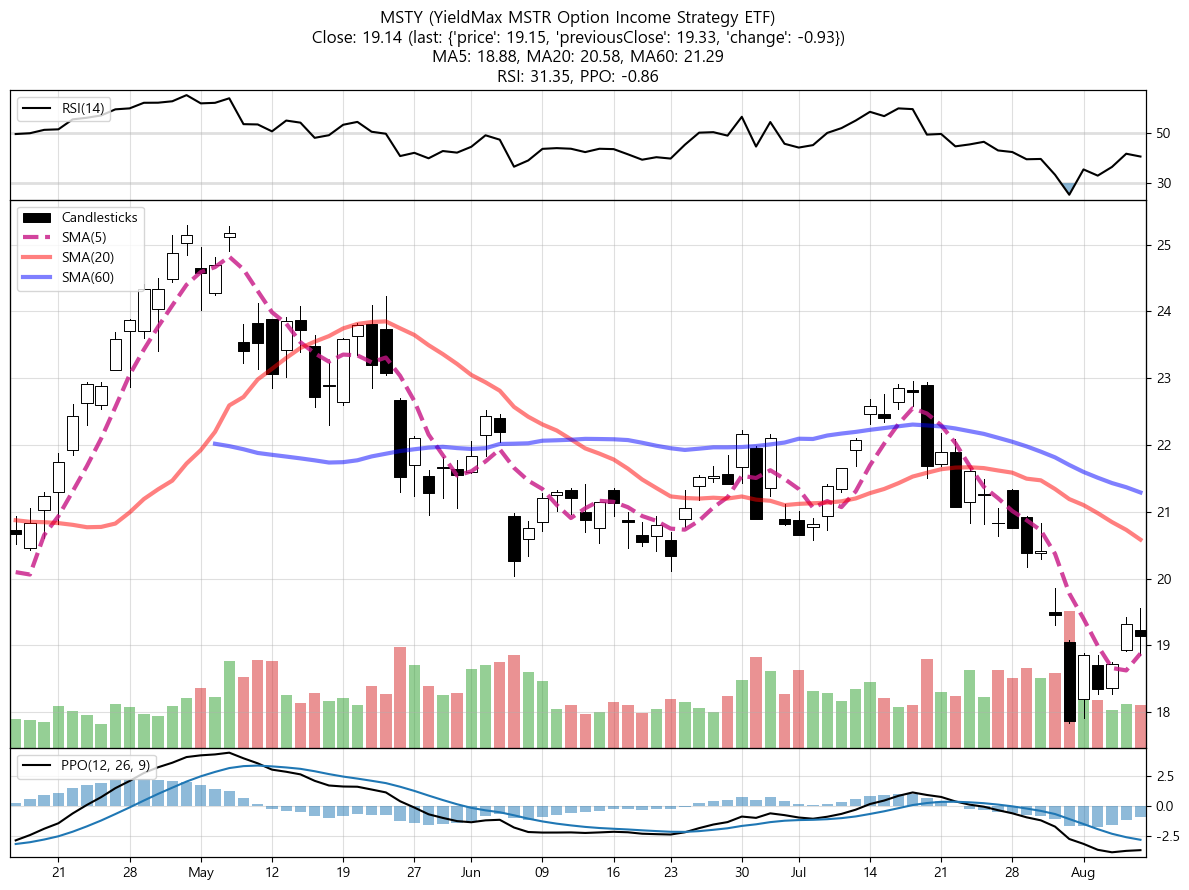 MSTY (YieldMax MSTR Option Income Strategy ETF)
Close: 19.14 (last: {'price': 19.15, 'previousClose': 19.33, 'change': -0.93})
MA5: 18.88, MA20: 20.58, MA60: 21.29
RSI: 31.35, PPO: -0.86
RSI(14)
50
30
Candlesticks
SMA(5)
SMA(20)
SMA(60)
25
24
23
22
21
20
19
18
PPO(12, 26, 9)
2.5
0.0
−2.5
21 28 May 12 19 27 Jun 09 16 23 30 Jul 14 21 28 Aug